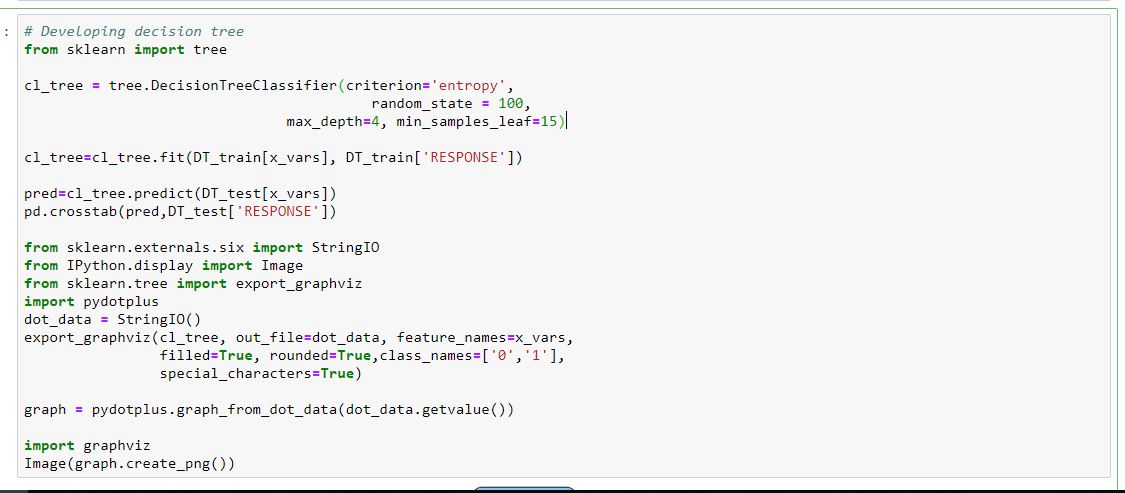 :
# Developing decision tree
from sklearn import tree
cl_tree = tree.DecisionTreeClassifier(criterion='entropy',
random_state = 100,
max_depth=4, min_samples_leaf=15)
cl_tree=cl_tree.fit(DT_train[x_vars], DT_train['RESPONSE'])
pred=cl_tree.predict(DT_test[x_vars])
pd.crosstab(pred,DT_test['RESPONSE'])
from sklearn.externals.six import StringIO
from IPython.display import Image
from sklearn.tree import export_graphviz
import pydotplus
dot_data = StringIO()
export_graphviz(cl_tree, out_file=dot_data, feature_names=x_vars,
filled=True, rounded=True,class_names=['0','1'],
special_characters=True)
graph = pydotplus.graph_from_dot_data(dot_data.getvalue())
import graphviz
Image(graph.create_png())